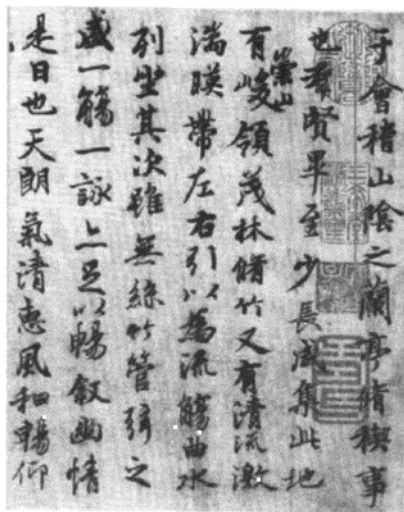 于會稽山陰之蘭亭脩稧事
也羣賢畢至少長咸集此地
有崇山峻領茂林脩竹又有清流激
湍暎帶左右引以為流觴曲水
列坐其次雖無絲竹管弦之
盛一觴一詠亦足以暢叙幽情
是日也天朗氣清惠風和暢仰